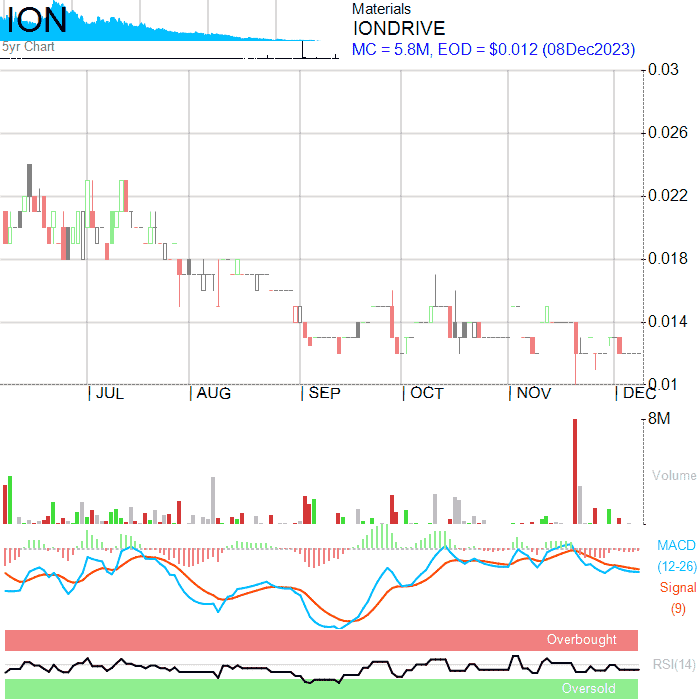 ION
5yr Chart
Materials
IONDRIVE
MC = 5.8M, EOD = $0.012 (08Dec2023)
0.03
0.026
0.022
0.018
0.014
0.01
JUL AUG SEP OCT NOV DEC
8M
Volume
MACD
(12-26)
Signal
(9)
Overbought
RSI(14)
Oversold